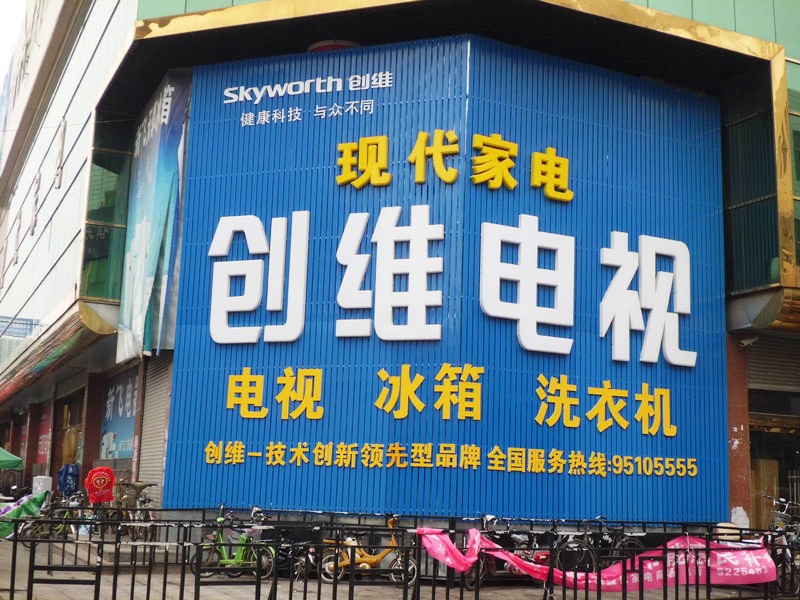 Skyworth 创维
健康科技 与众不同
现代家电
创维电视
电视 冰箱 洗衣机
创维－技术创新领先型品牌 全国服务热线:95105555
新飞